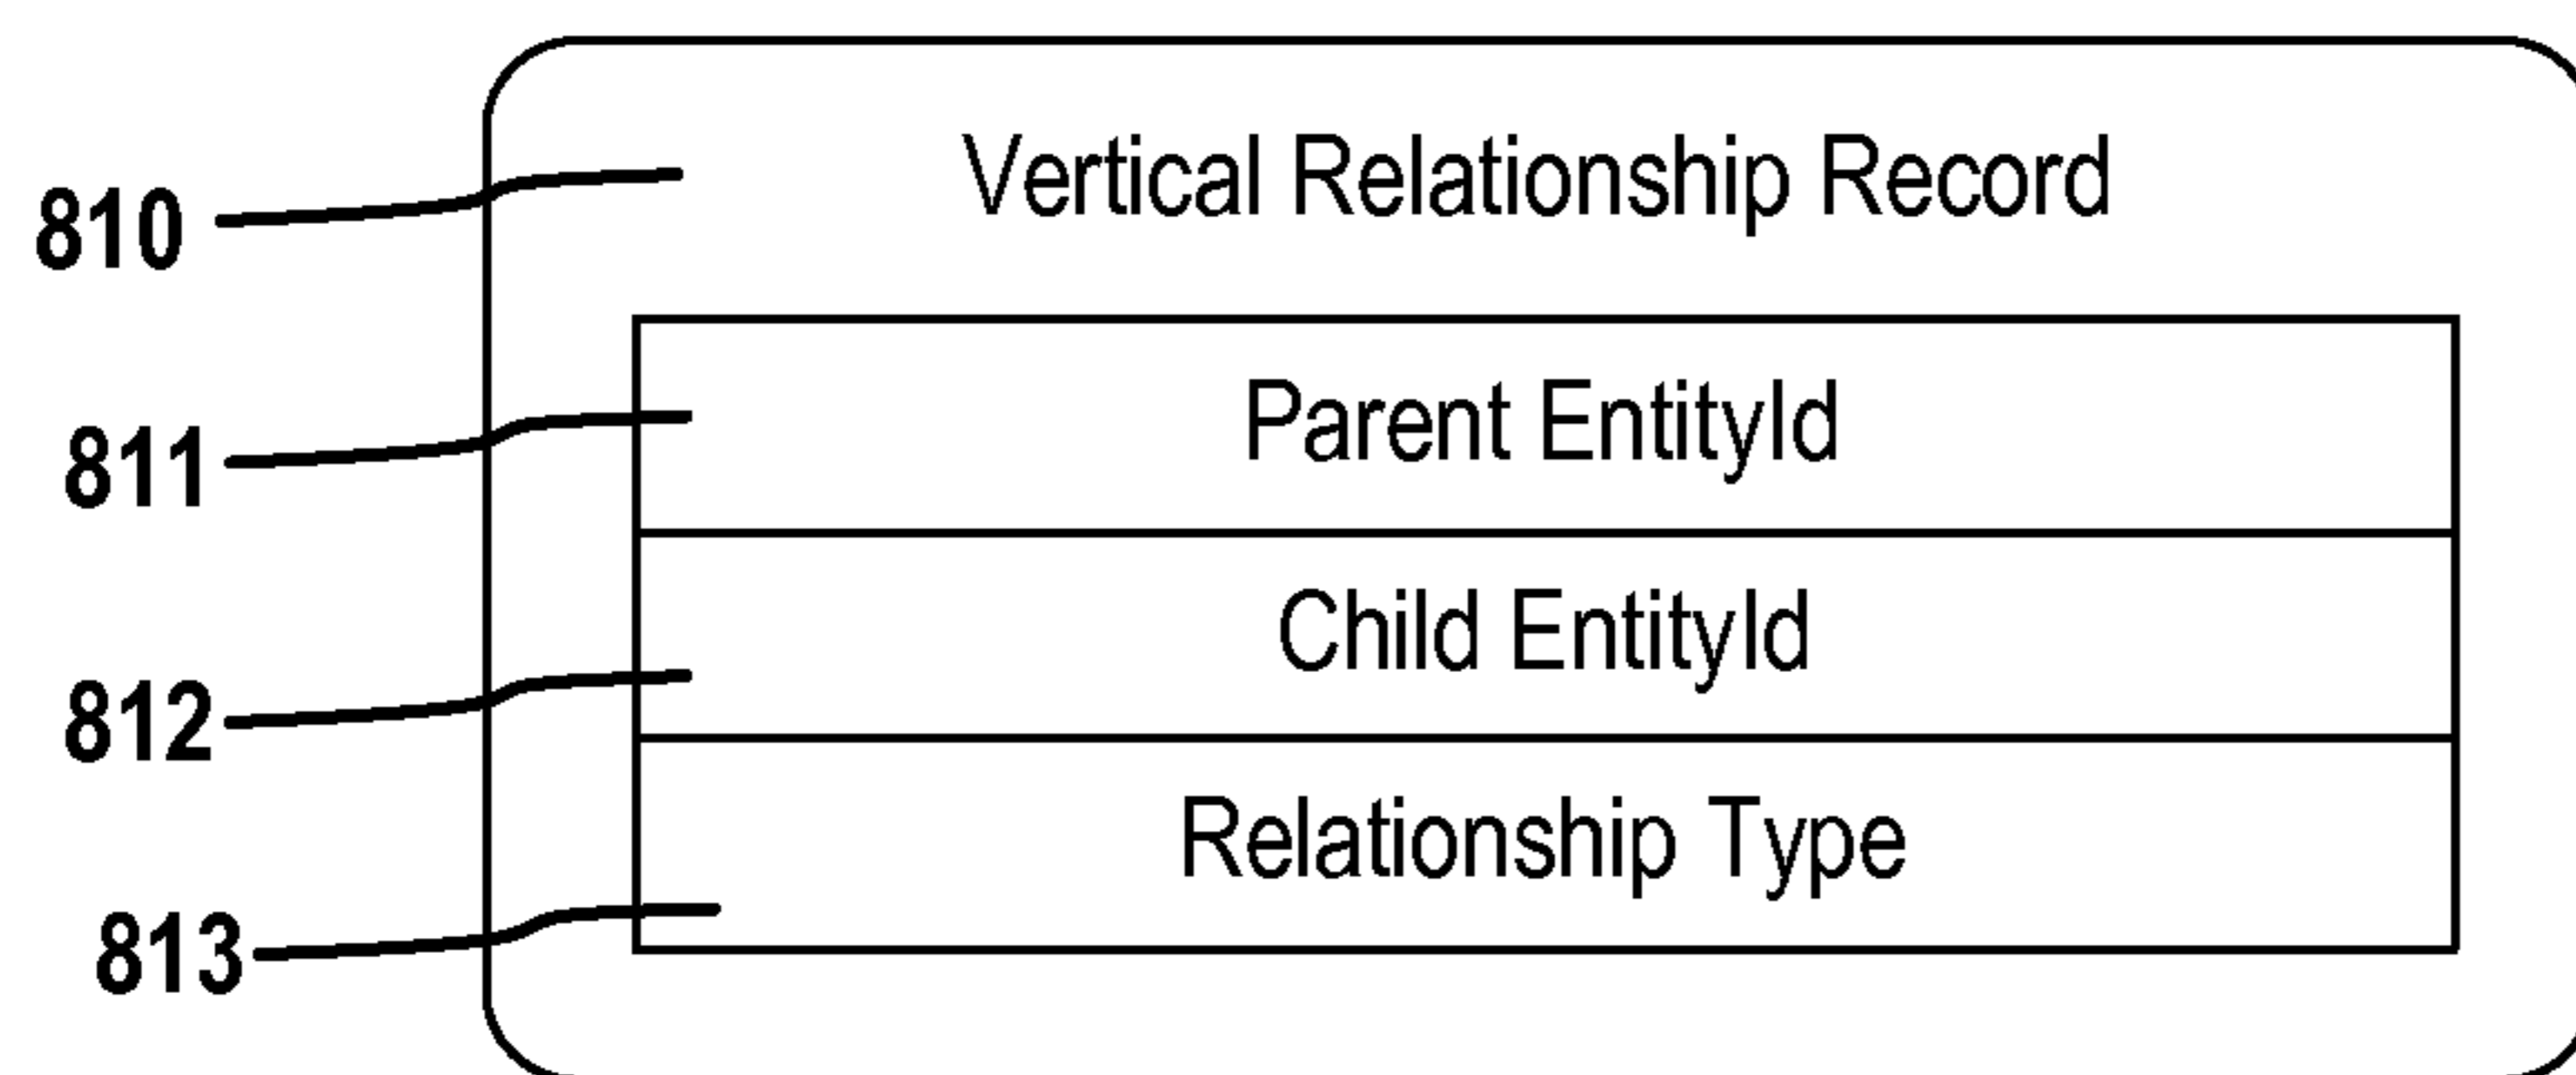 Vertical Relationship Record
810
Parent EntityId
811
Child EntityId
812
Relationship Type
813